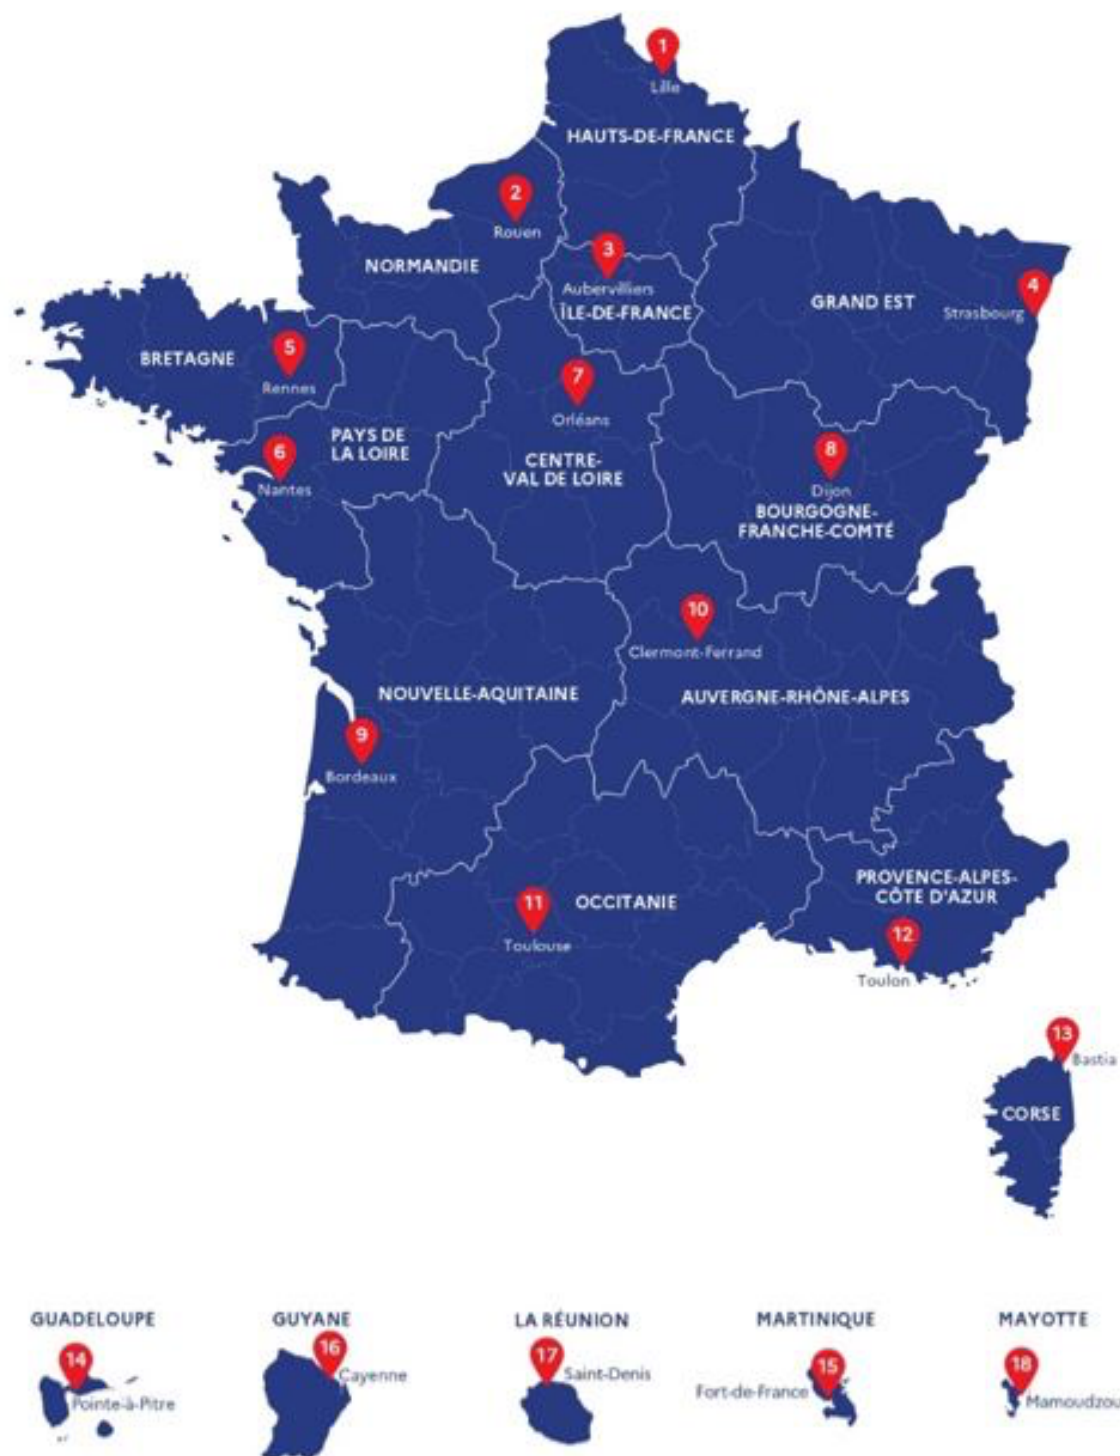 1
Lille
HAUTS-DE-FRANCE
2
Rouen
NORMANDIE
3
Aubervilliers
ÎLE-DE-FRANCE
4
Strasbourg
GRAND EST
5
Rennes
BRETAGNE
6
Nantes
PAYS DE
LA LOIRE
7
Orléans
CENTRE-
VAL DE LOIRE
8
Dijon
BOURGOGNE-
FRANCHE-COMTÉ
10
Clermont-Ferrand
AUVERGNE-RHÔNE-ALPES
NOUVELLE-AQUITAINE
9
Bordeaux
11
Toulouse
OCCITANIE
PROVENCE-ALPES-
CÔTE D'AZUR
12
Toulon
13
Bastia
CORSE
GUADELOUPE
14
Pointe-à-Pitre
GUYANE
16
Cayenne
LA RÉUNION
17
Saint-Denis
MARTINIQUE
15
Fort-de-France
MAYOTTE
18
Mamoudzou